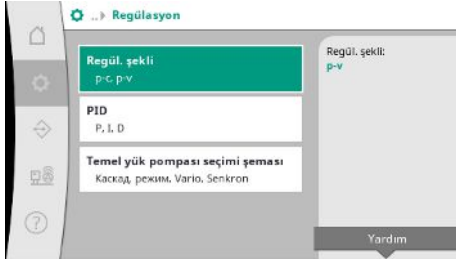 ..▸ Regülasyon
Regül. şekli
p-c, p-v
PID
P, I, D
Temel yük pompası seçimi şeması
Каскад. режим, Vario, Senkron
Regül. şekli:
p-v
Yardım